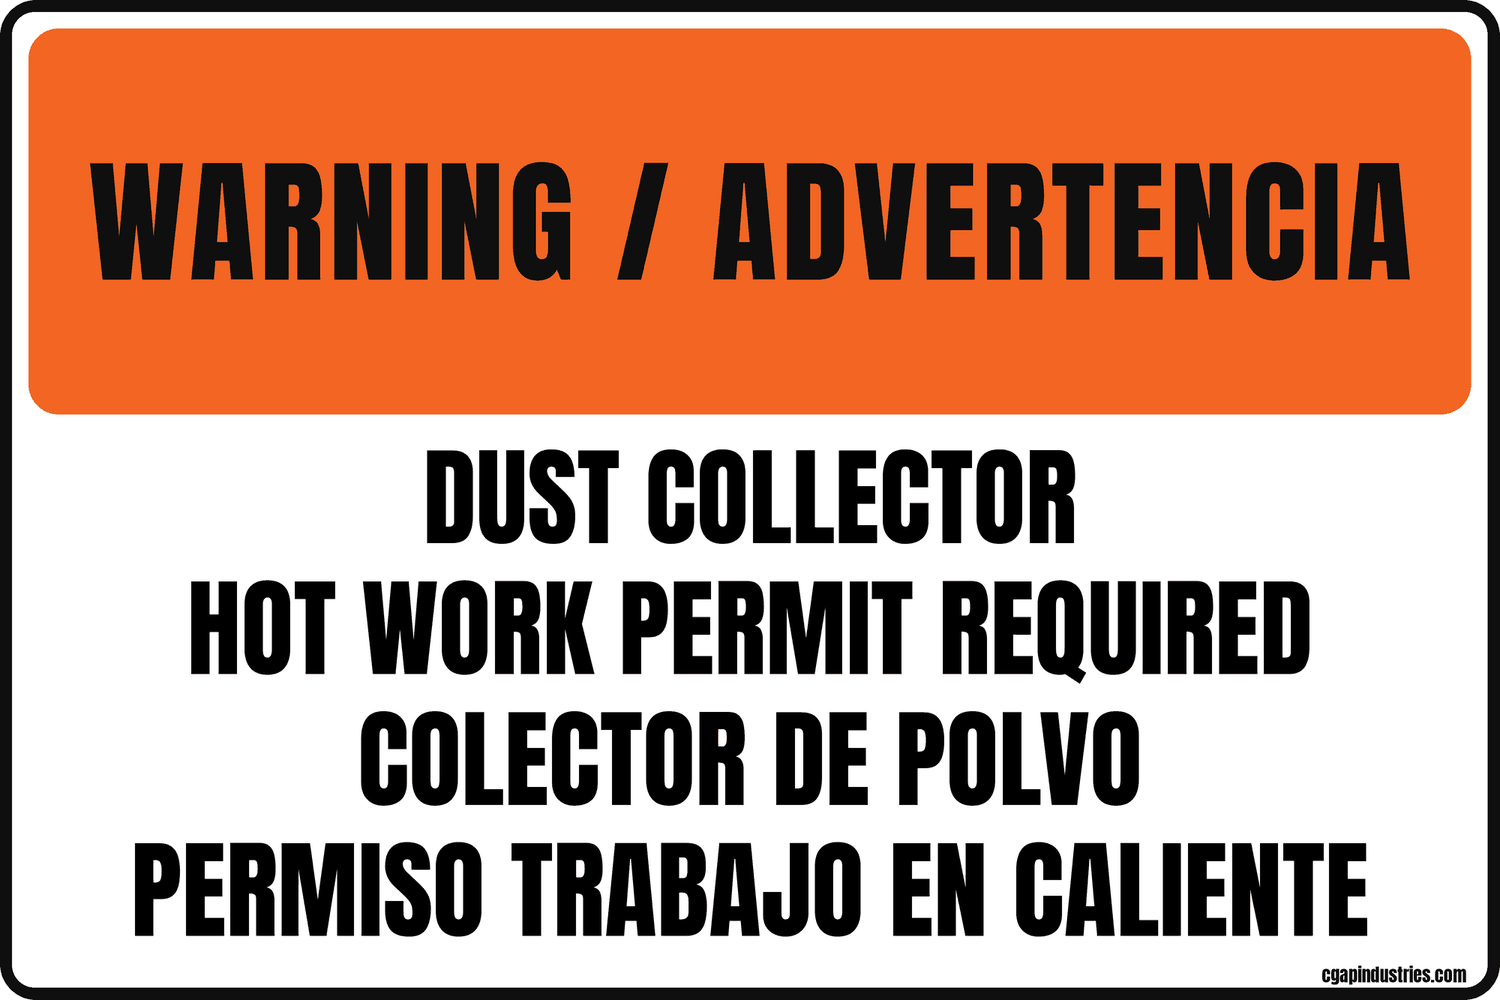 WARNING / ADVERTENCIA
DUST COLLECTOR
HOT WORK PERMIT REQUIRED
COLECTOR DE POLVO
PERMISO TRABAJO EN CALIENTE
cgapindustries.com